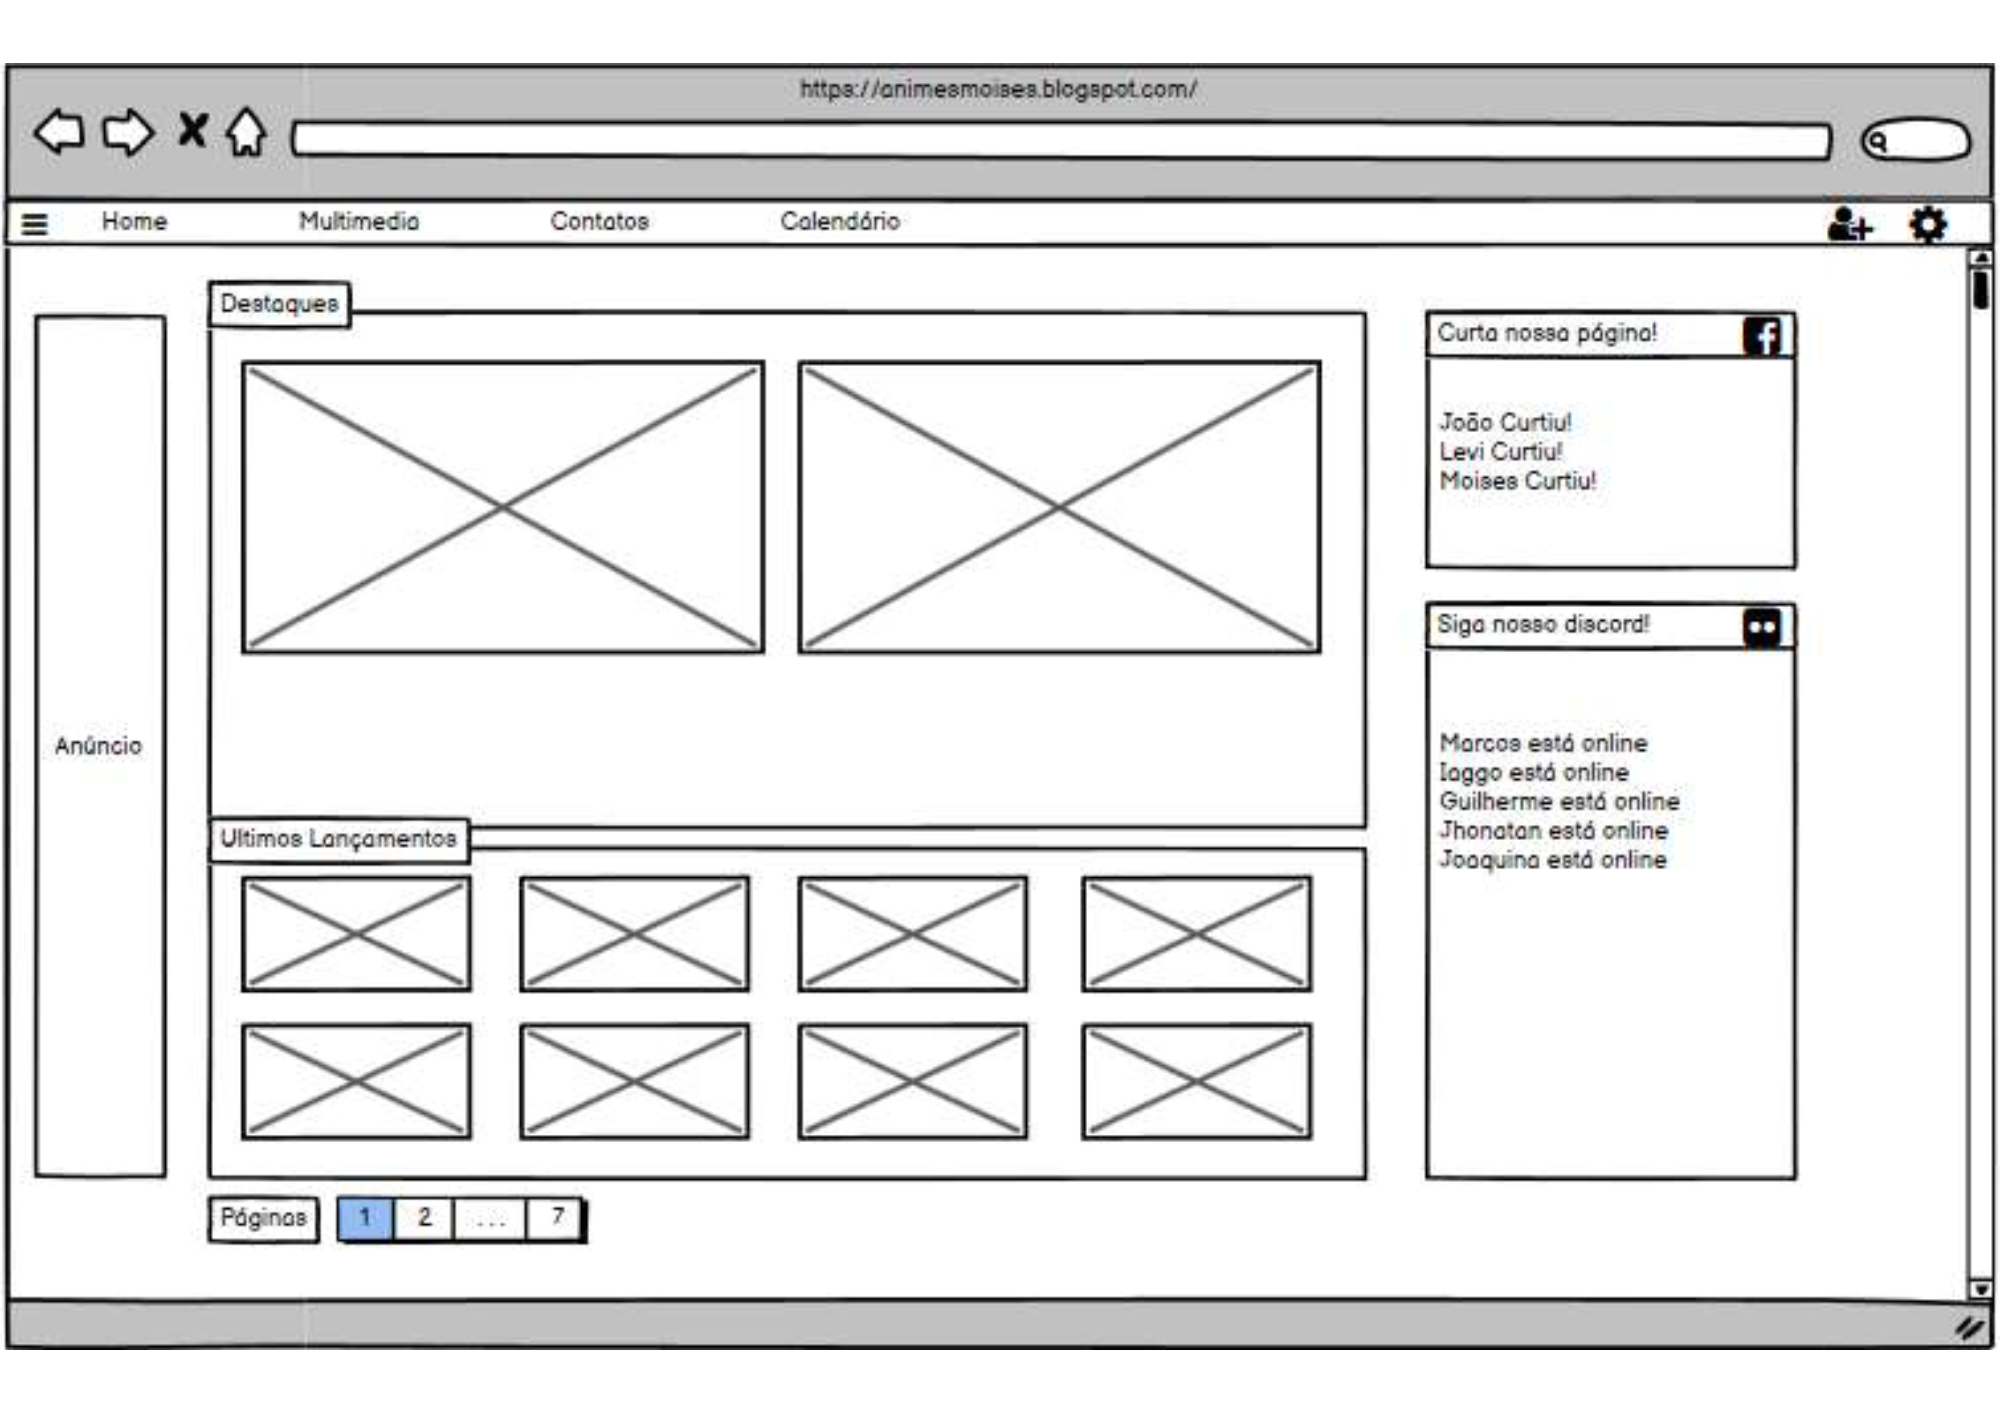 https://animesmoises.blogspot.com/
Home Multimedia Contatos Calendário
Destaques
Curta nossa página!
João Curtiu!
Levi Curtiu!
Moises Curtiu!
Siga nosso discord!
Marcos está online
Iaggo está online
Guilherme está online
Jhonatan está online
Joaquina está online
Anúncio
Ultimos Lançamentos
Páginas 1 2 ... 7